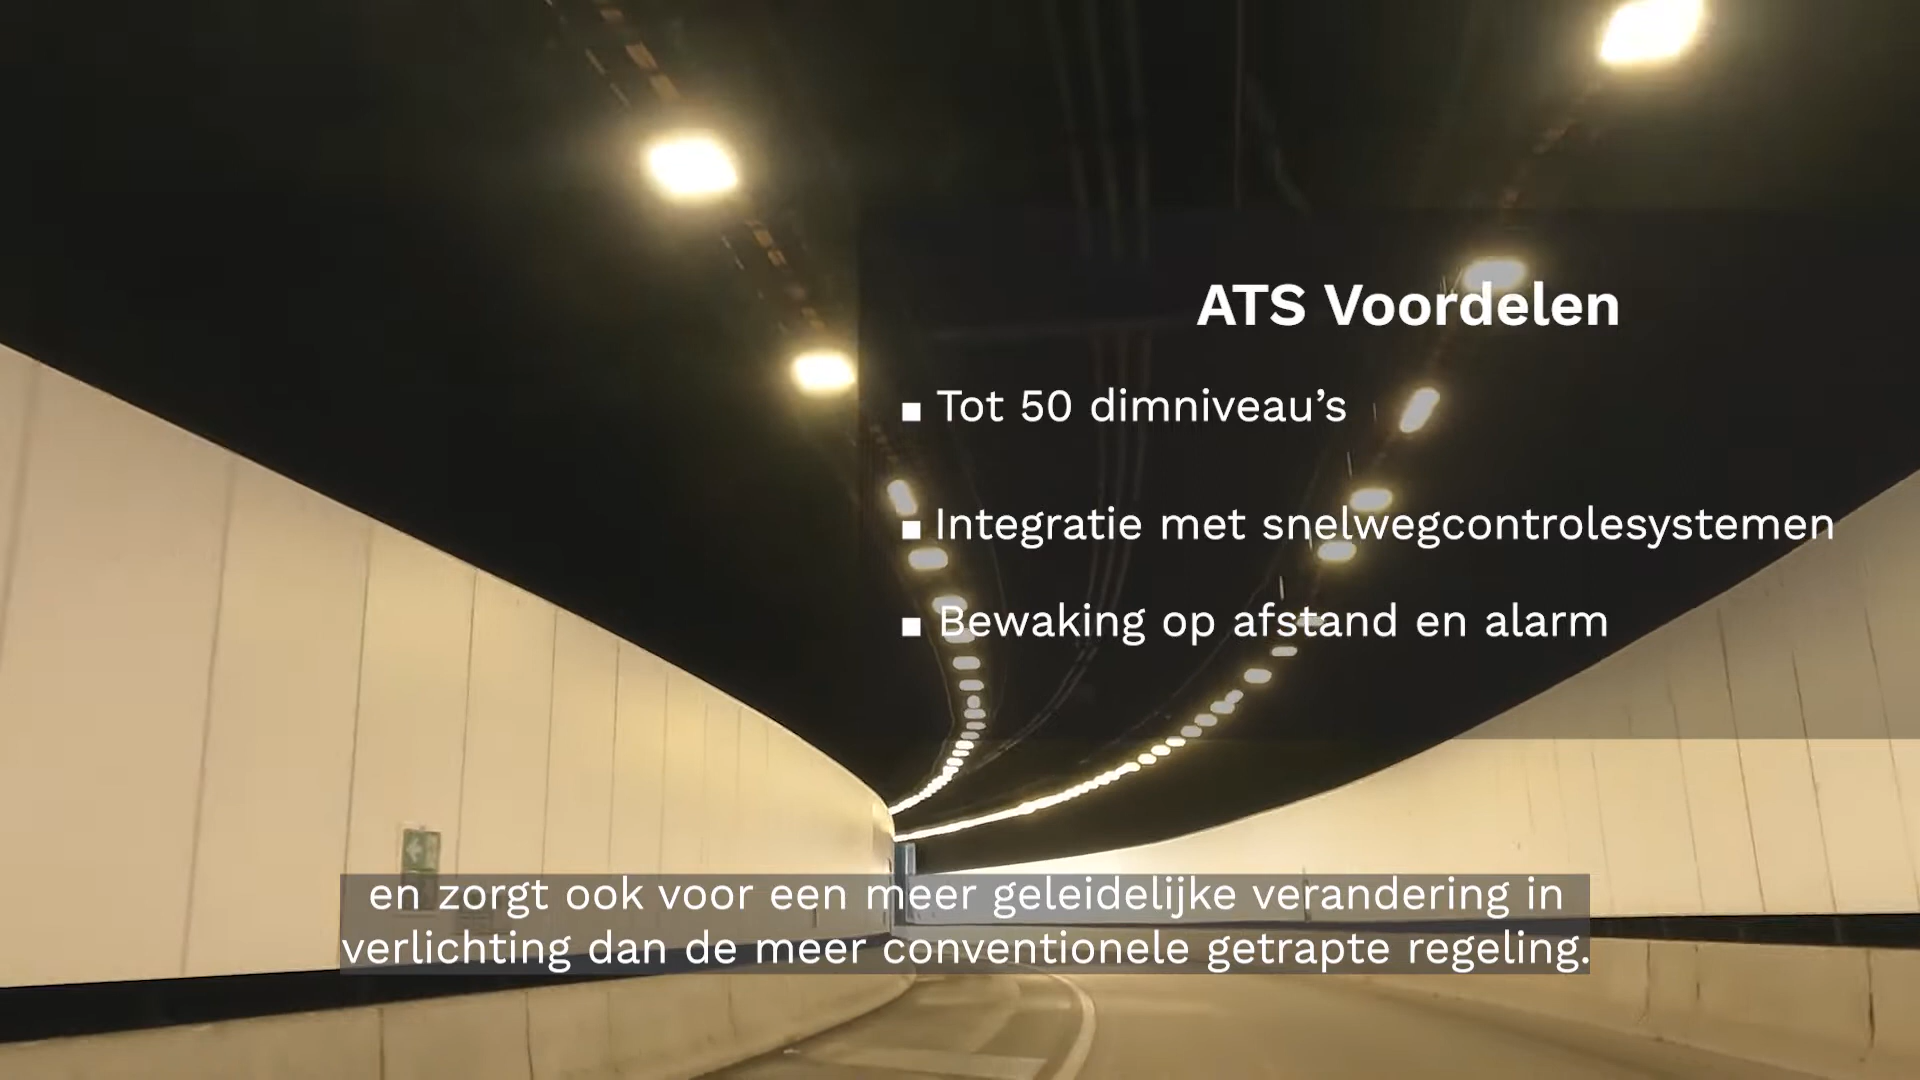 ATS Voordelen
▪ Tot 50 dimniveau’s
▪ Integratie met snelwegcontrolesystemen
▪ Bewaking op afstand en alarm
en zorgt ook voor een meer geleidelijke verandering in
verlichting dan de meer conventionele getrapte regeling.